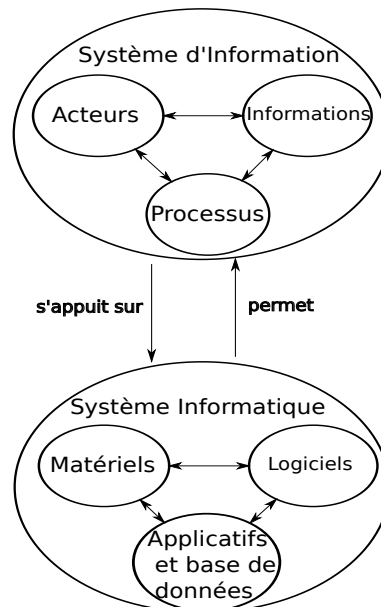 Système d'Information
Acteurs
Informations
Processus
s'appuit sur
permet
Système Informatique
Matériels
Logiciels
Applicatifs
et base de
données